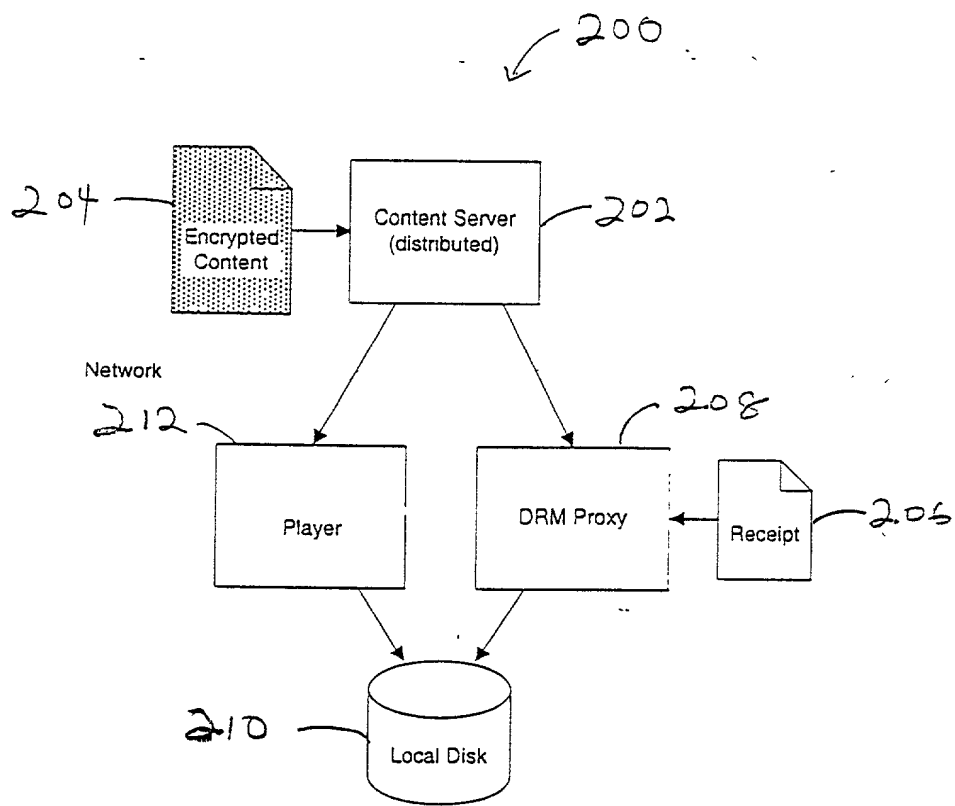 200
204
Encrypted
Content
Content Server
(distributed)
202
Network
212
208
Player
DRM Proxy
Receipt
206
210
Local Disk